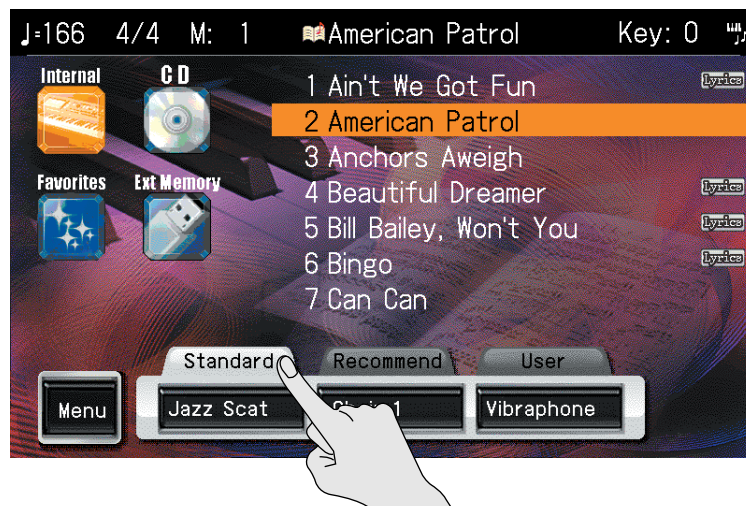 ♩=166 4/4 M: 1 American Patrol Key: 0
Internal CD
Favorites Ext Memory
1 Ain't We Got Fun Lyrics
2 American Patrol
3 Anchors Aweigh
4 Beautiful Dreamer Lyrics
5 Bill Bailey, Won't You Lyrics
6 Bingo Lyrics
7 Can Can
Standard Recommend User
Menu Jazz Scat 1 Vibraphone